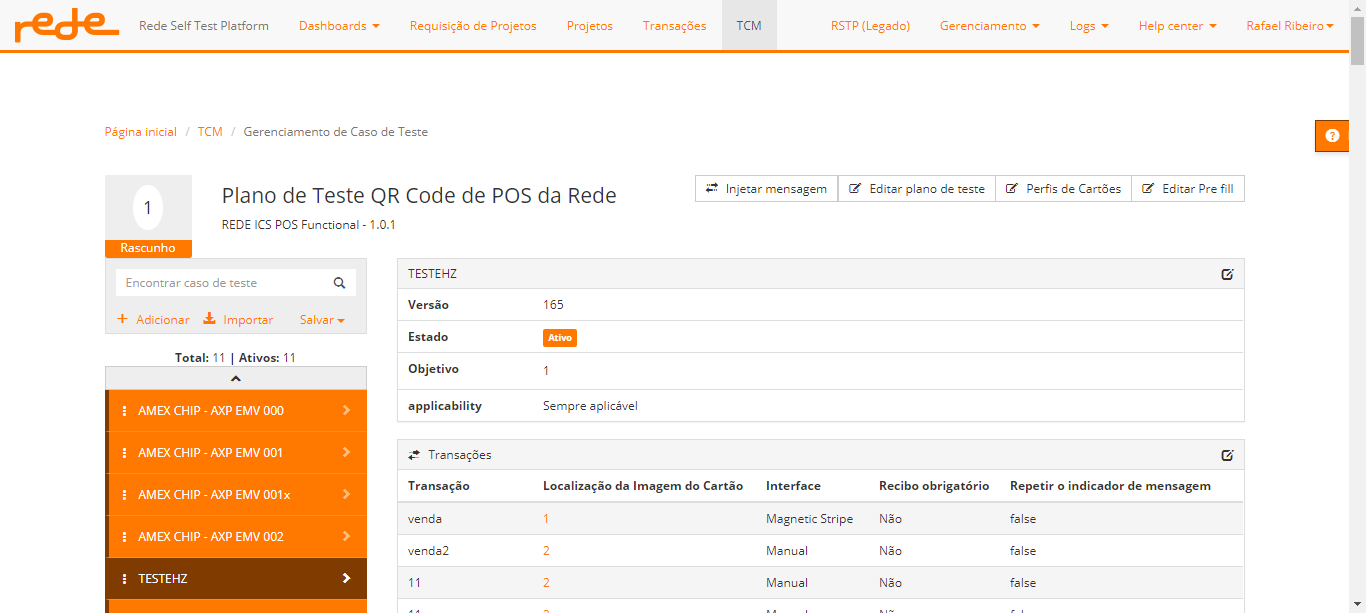 rede Rede Self Test Platform Dashboards Requisição de Projetos Projetos Transações TCM RSTP (Legado) Gerenciamento Logs Help center Rafael Ribeiro
Página inicial / TCM / Gerenciamento de Caso de Teste
?
1
Rascunho
Plano de Teste QR Code de POS da Rede
REDE ICS POS Functional - 1.0.1
Injetar mensagem Editar plano de teste Perfis de Cartões Editar Pre fill
Encontrar caso de teste
+ Adicionar Importar Salvar
Total: 11 | Ativos: 11
AMEX CHIP - AXP EMV 000
AMEX CHIP - AXP EMV 001
AMEX CHIP - AXP EMV 001x
AMEX CHIP - AXP EMV 002
TESTEHZ
TESTEHZ
Versão 165
Estado Ativo
Objetivo 1
applicability Sempre aplicável
Transações
Transação Localização da Imagem do Cartão Interface Recibo obrigatório Repetir o indicador de mensagem
venda 1 Magnetic Stripe Não false
venda2 2 Manual Não false
11 2 Manual Não false